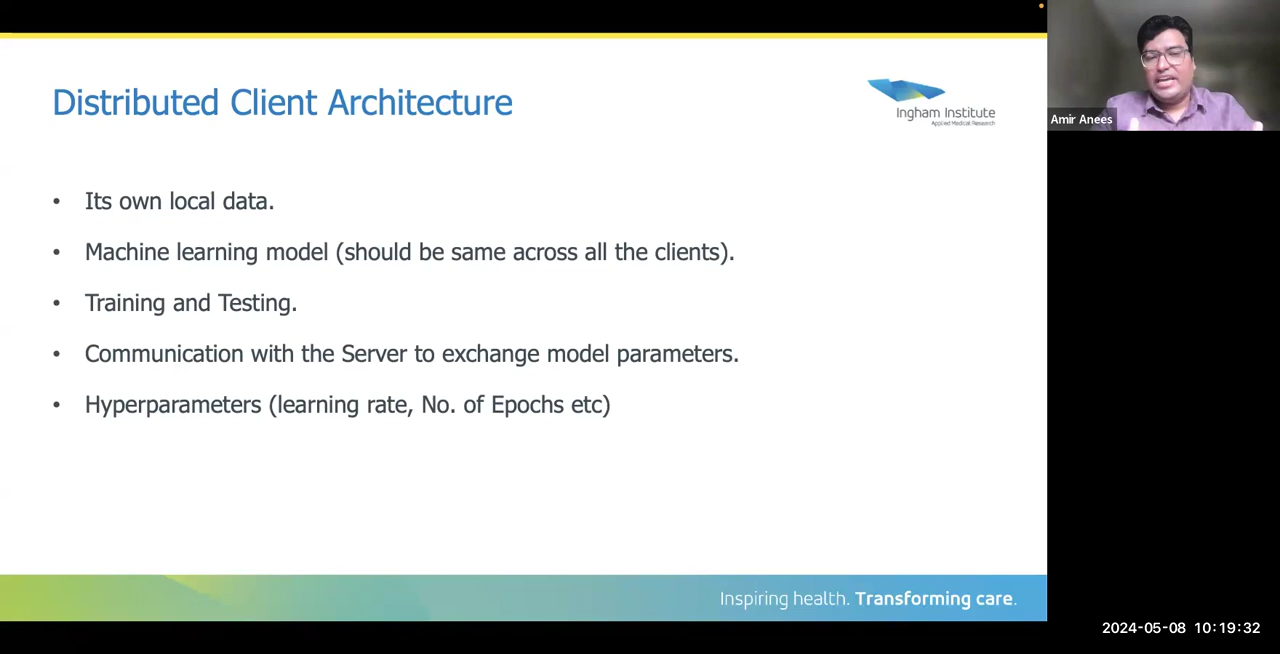 Distributed Client Architecture
Ingham Institute
Applied Medical Research
Amir Anees
• Its own local data.
• Machine learning model (should be same across all the clients).
• Training and Testing.
• Communication with the Server to exchange model parameters.
• Hyperparameters (learning rate, No. of Epochs etc)
Inspiring health. Transforming care.
2024-05-08 10:19:32